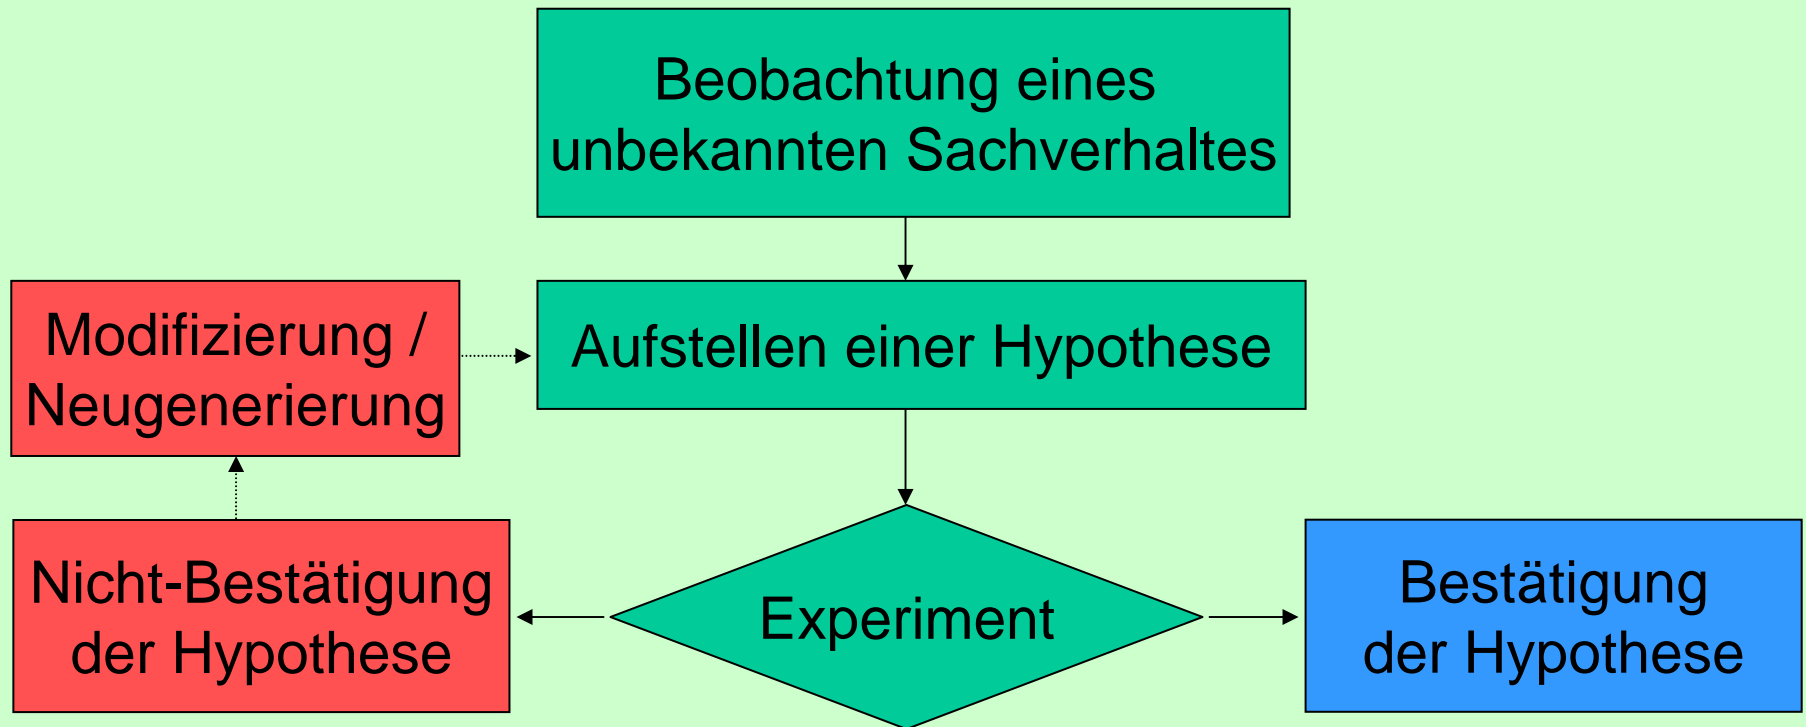 Beobachtung eines
unbekannten Sachverhaltes
Modifizierung /
Neugenerierung
Aufstellen einer Hypothese
Nicht-Bestätigung
der Hypothese
Experiment
Bestätigung
der Hypothese